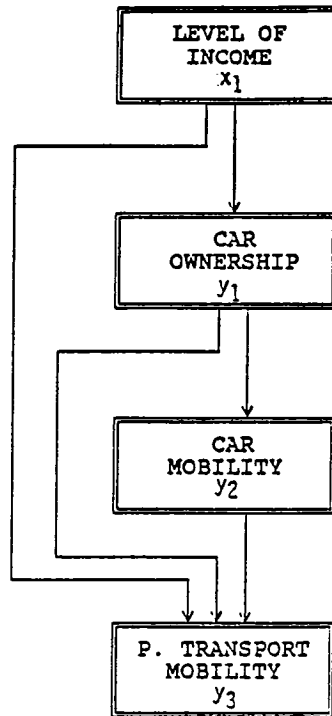 LEVEL OF
INCOME
x1
CAR
OWNERSHIP
y1
CAR
MOBILITY
y2
P. TRANSPORT
MOBILITY
y3